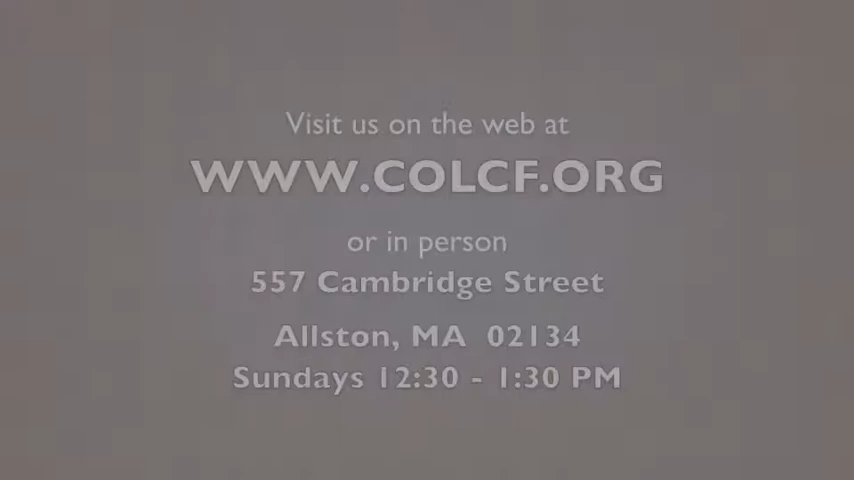 Visit us on the web at
WWW.COLCF.ORG
or in person
557 Cambridge Street
Allston, MA 02134
Sundays 12:30 - 1:30 PM